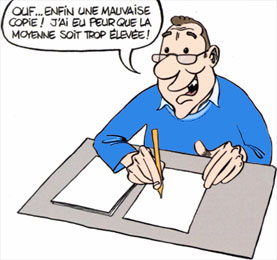 OUF...ENFIN UNE MAUVAISE
COPIE! J'AI EU PEUR QUE LA
MOYENNE SOIT TROP ÉLEVÉE!